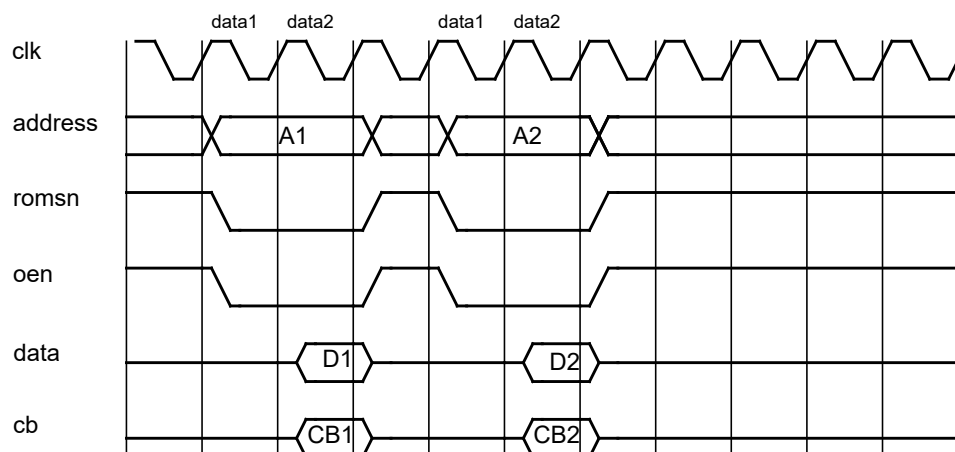 data1 data2 data1 data2
clk
address A1 A2
romsn
oen
data D1 D2
cb CB1 CB2